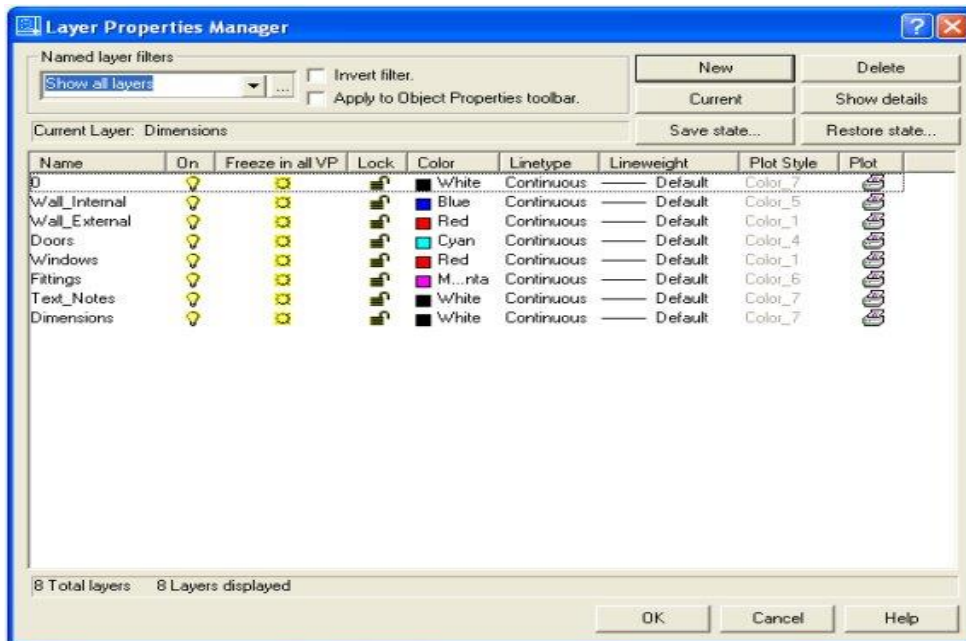 Layer Properties Manager
Named layer filters
Show all layers
...
Invert filter.
Apply to Object Properties toolbar.
New Delete
Current Show details
Save state... Restore state...
Current Layer: Dimensions
Name On Freeze in all VP Lock Color Linetype Lineweight Plot Style Plot
0 White Continuous Default Color_7
Wall_Internal Blue Continuous Default Color_5
Wall_External Red Continuous Default Color_1
Doors Cyan Continuous Default Color_4
Windows Red Continuous Default Color_1
Fittings M...nta Continuous Default Color_6
Text_Notes White Continuous Default Color_7
Dimensions White Continuous Default Color_7
8 Total layers 8 Layers displayed
OK Cancel Help